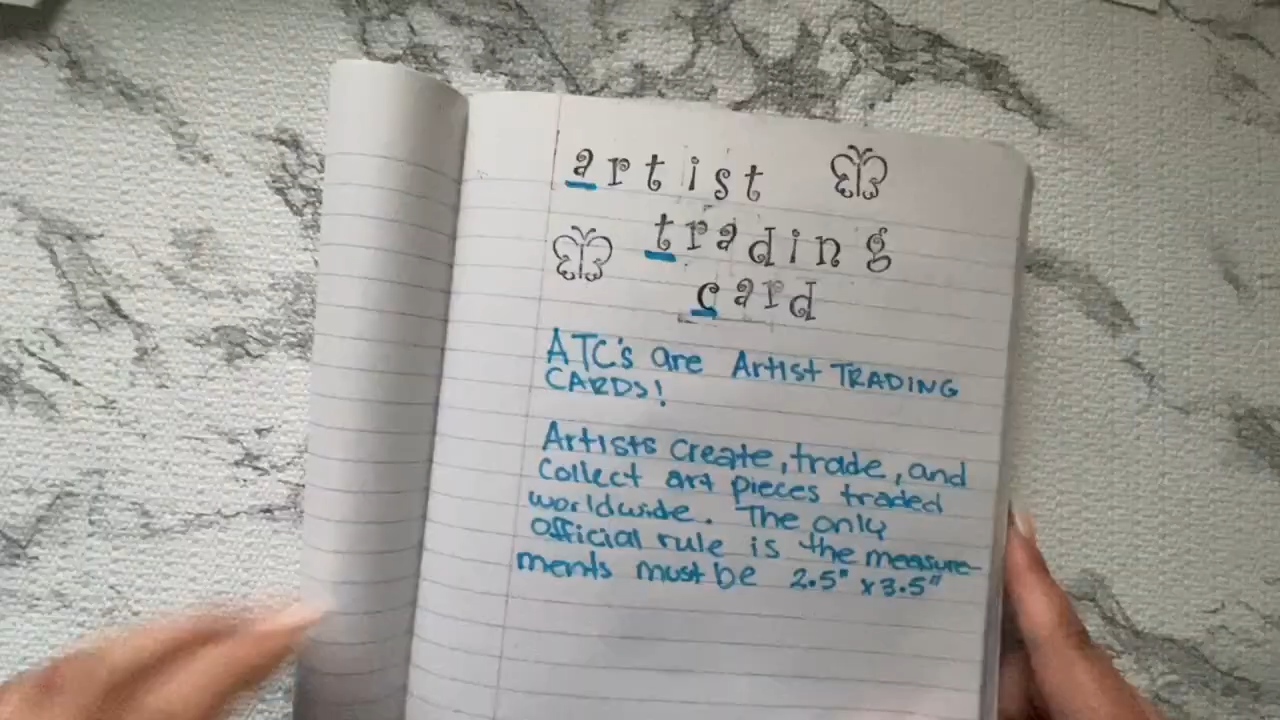 artist
trading
card
ATC's are Artist TRADING
CARDS!
Artists create, trade, and
collect art pieces traded
worldwide. The only
official rule is the measure-
ments must be 2.5" x 3.5"